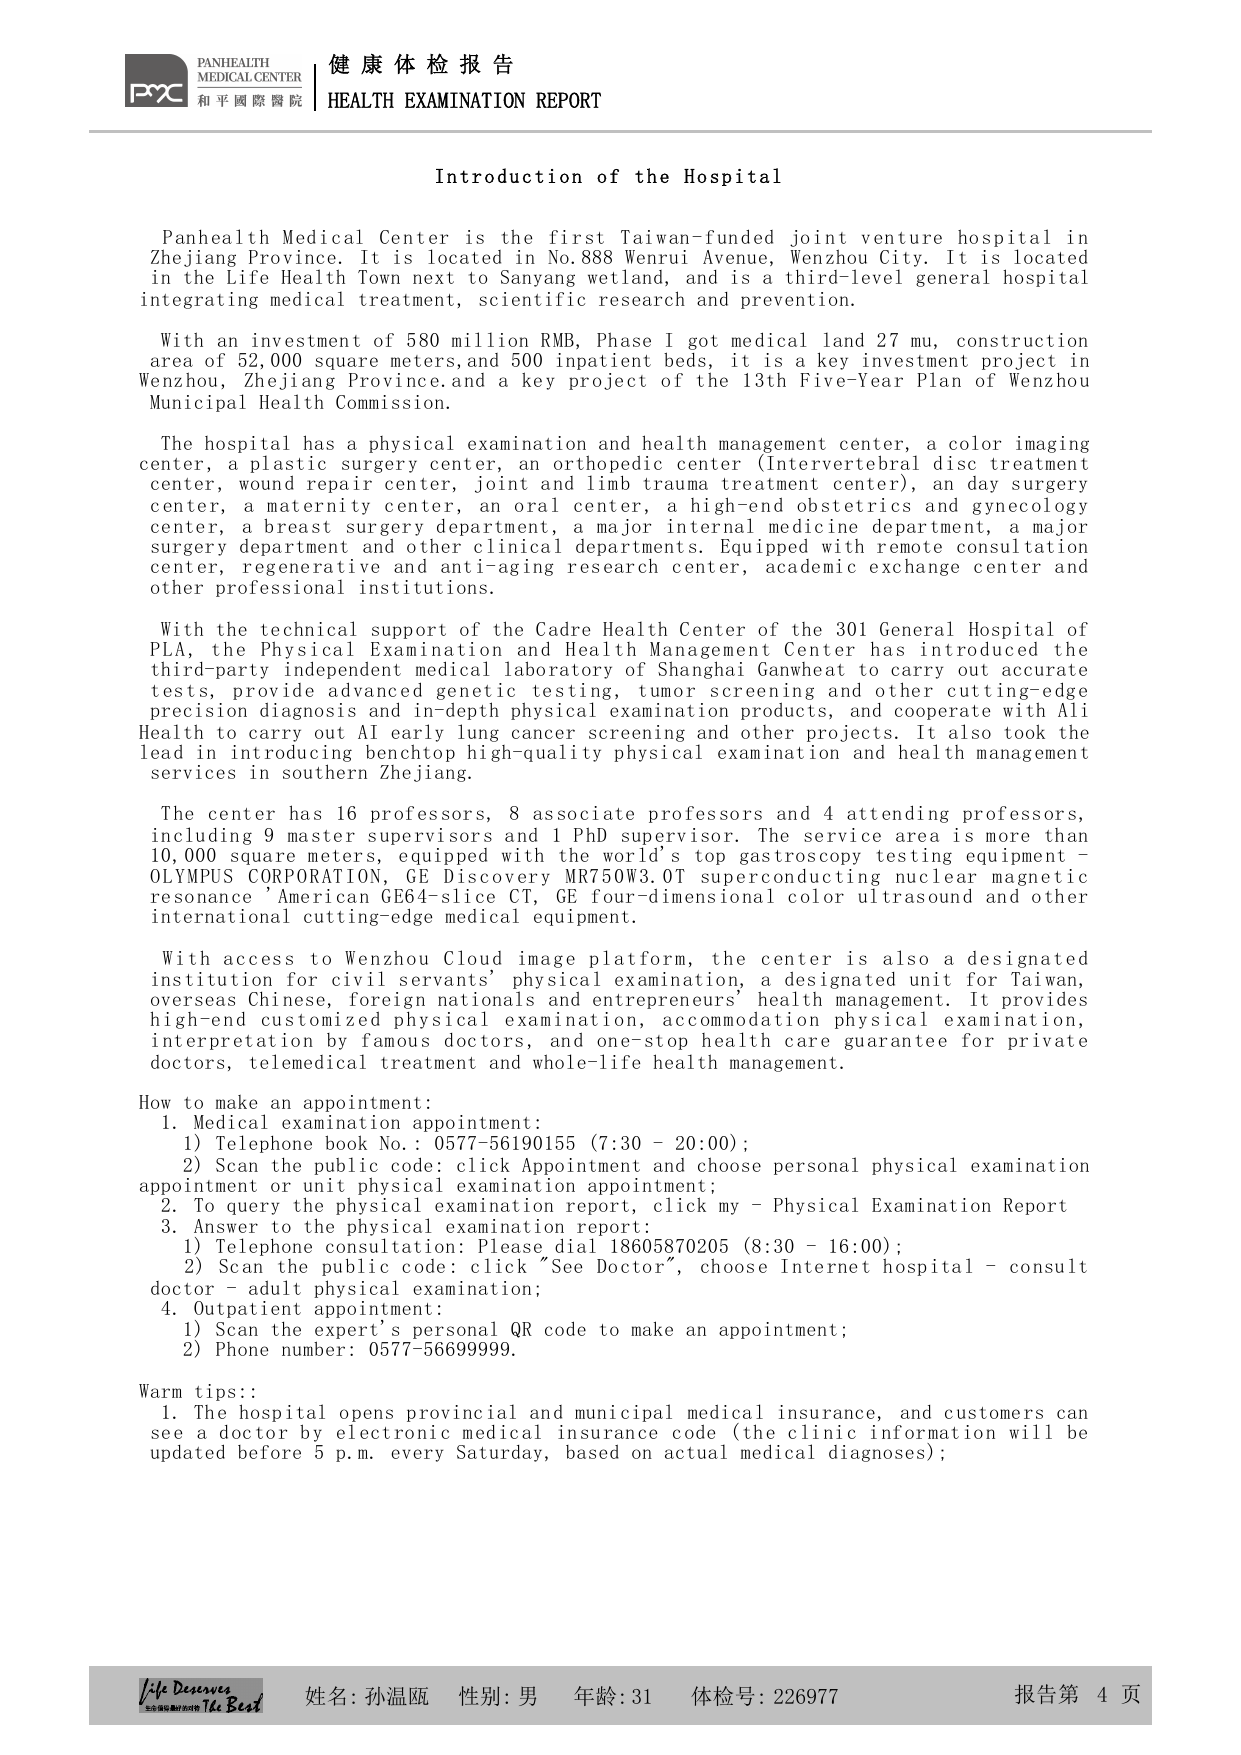 PANHEALTH
MEDICAL CENTER
和平國際醫院
PMC
健康体检报告
HEALTH EXAMINATION REPORT
Introduction of the Hospital
Panhealth Medical Center is the first Taiwan-funded joint venture hospital in
Zhejiang Province. It is located in No.888 Wenrui Avenue, Wenzhou City. It is located
in the Life Health Town next to Sanyang wetland, and is a third-level general hospital
integrating medical treatment, scientific research and prevention.
With an investment of 580 million RMB, Phase I got medical land 27 mu, construction
area of 52,000 square meters,and 500 inpatient beds, it is a key investment project in
Wenzhou, Zhejiang Province.and a key project of the 13th Five-Year Plan of Wenzhou
Municipal Health Commission.
The hospital has a physical examination and health management center, a color imaging
center, a plastic surgery center, an orthopedic center (Intervertebral disc treatment
center, wound repair center, joint and limb trauma treatment center), an day surgery
center, a maternity center, an oral center, a high-end obstetrics and gynecology
center, a breast surgery department, a major internal medicine department, a major
surgery department and other clinical departments. Equipped with remote consultation
center, regenerative and anti-aging research center, academic exchange center and
other professional institutions.
With the technical support of the Cadre Health Center of the 301 General Hospital of
PLA, the Physical Examination and Health Management Center has introduced the
third-party independent medical laboratory of Shanghai Ganwheat to carry out accurate
tests, provide advanced genetic testing, tumor screening and other cutting-edge
precision diagnosis and in-depth physical examination products, and cooperate with Ali
Health to carry out AI early lung cancer screening and other projects. It also took the
lead in introducing benchtop high-quality physical examination and health management
services in southern Zhejiang.
The center has 16 professors, 8 associate professors and 4 attending professors,
including 9 master supervisors and 1 PhD supervisor. The service area is more than
10,000 square meters, equipped with the world's top gastroscopy testing equipment -
OLYMPUS CORPORATION, GE Discovery MR750W3.0T superconducting nuclear magnetic
resonance 'American GE64-slice CT, GE four-dimensional color ultrasound and other
international cutting-edge medical equipment.
With access to Wenzhou Cloud image platform, the center is also a designated
institution for civil servants' physical examination, a designated unit for Taiwan,
overseas Chinese, foreign nationals and entrepreneurs' health management. It provides
high-end customized physical examination, accommodation physical examination,
interpretation by famous doctors, and one-stop health care guarantee for private
doctors, telemedical treatment and whole-life health management.
How to make an appointment:
1. Medical examination appointment:
1) Telephone book No.: 0577-56190155 (7:30 - 20:00);
2) Scan the public code: click Appointment and choose personal physical examination
appointment or unit physical examination appointment;
2. To query the physical examination report, click my - Physical Examination Report
3. Answer to the physical examination report:
1) Telephone consultation: Please dial 18605870205 (8:30 - 16:00);
2) Scan the public code: click "See Doctor", choose Internet hospital - consult
doctor - adult physical examination;
4. Outpatient appointment:
1) Scan the expert's personal QR code to make an appointment;
2) Phone number: 0577-56699999.
Warm tips::
1. The hospital opens provincial and municipal medical insurance, and customers can
see a doctor by electronic medical insurance code (the clinic information will be
updated before 5 p.m. every Saturday, based on actual medical diagnoses);
Life Deserves
生命值得最好的对待 The Best
姓名: 孙温瓯 性别: 男 年龄: 31 体检号: 226977 报告第 4 页